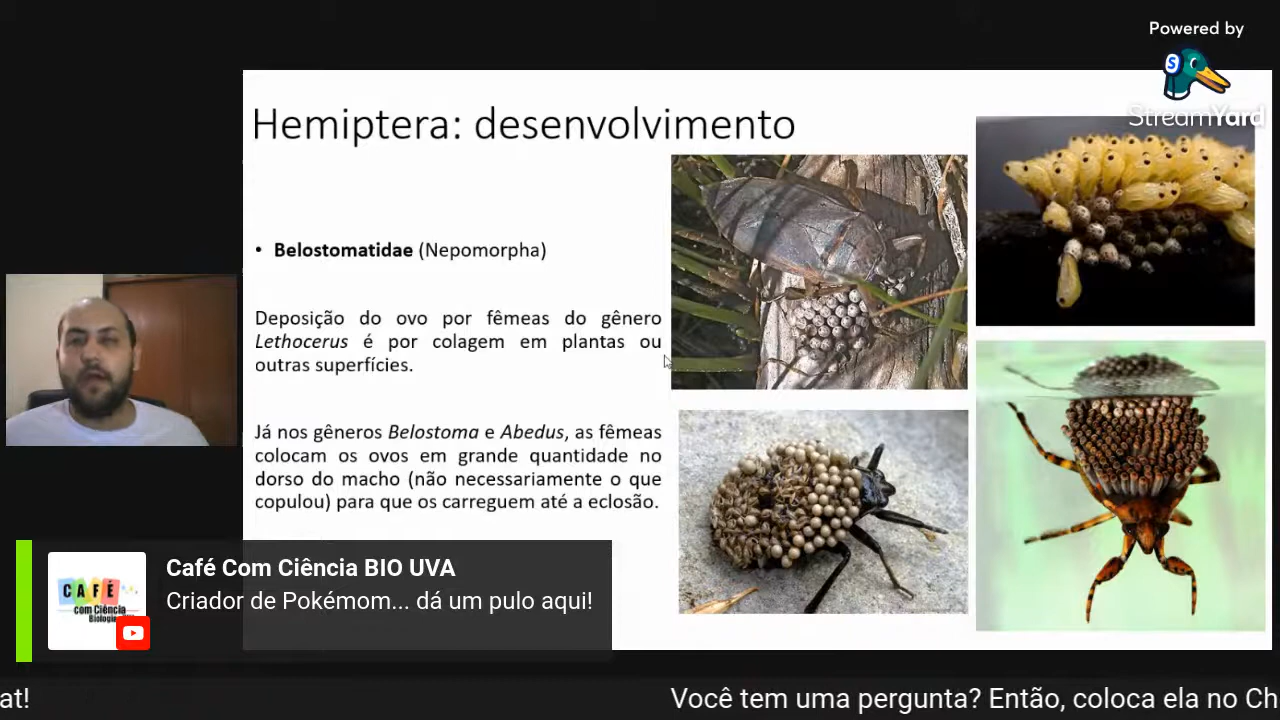 Powered by
StreamYard
Hemiptera: desenvolvimento
• Belostomatidae (Nepomorpha)
Deposição do ovo por fêmeas do gênero
Lethocerus é por colagem em plantas ou
outras superfícies.
Já nos gêneros Belostoma e Abedus, as fêmeas
colocam os ovos em grande quantidade no
dorso do macho (não necessariamente o que
copulou) para que os carreguem até a eclosão.
CAFÉ
com Ciência
Café Com Ciência BIO UVA
Criador de Pokémom... dá um pulo aqui!
at!
Você tem uma pergunta? Então, coloca ela no Ch